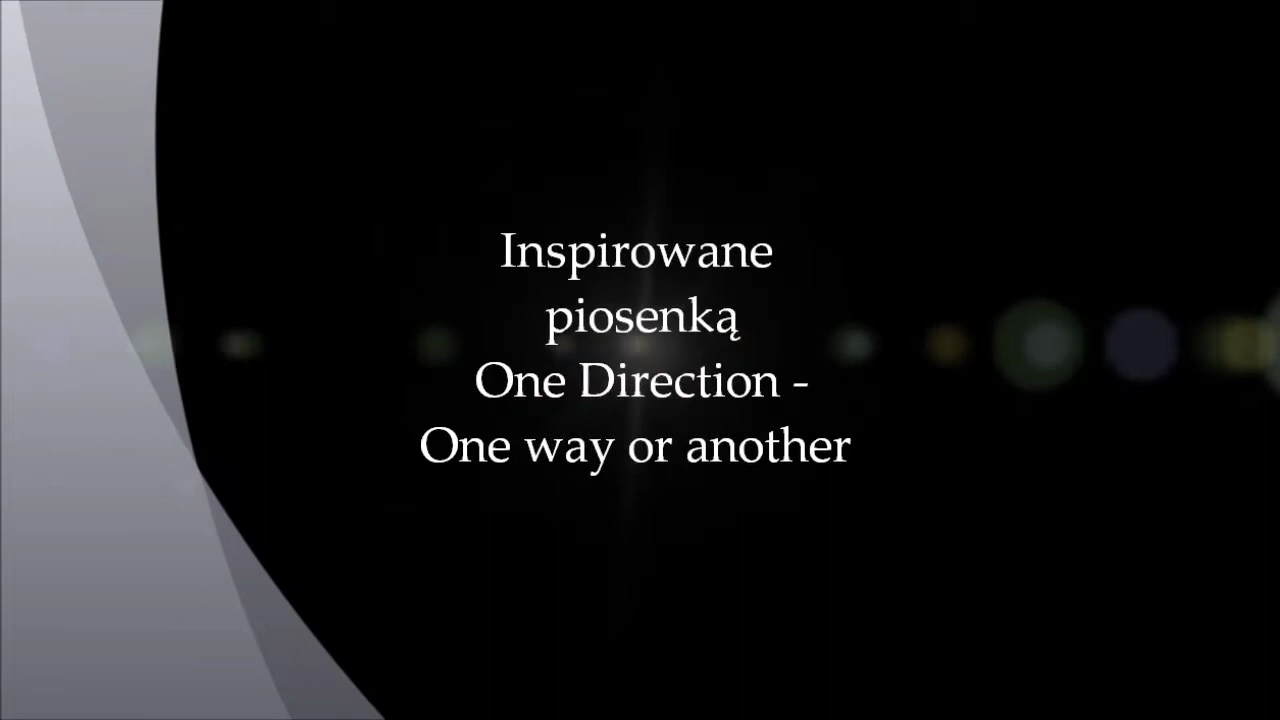 Inspirowane
piosenką
One Direction -
One way or another